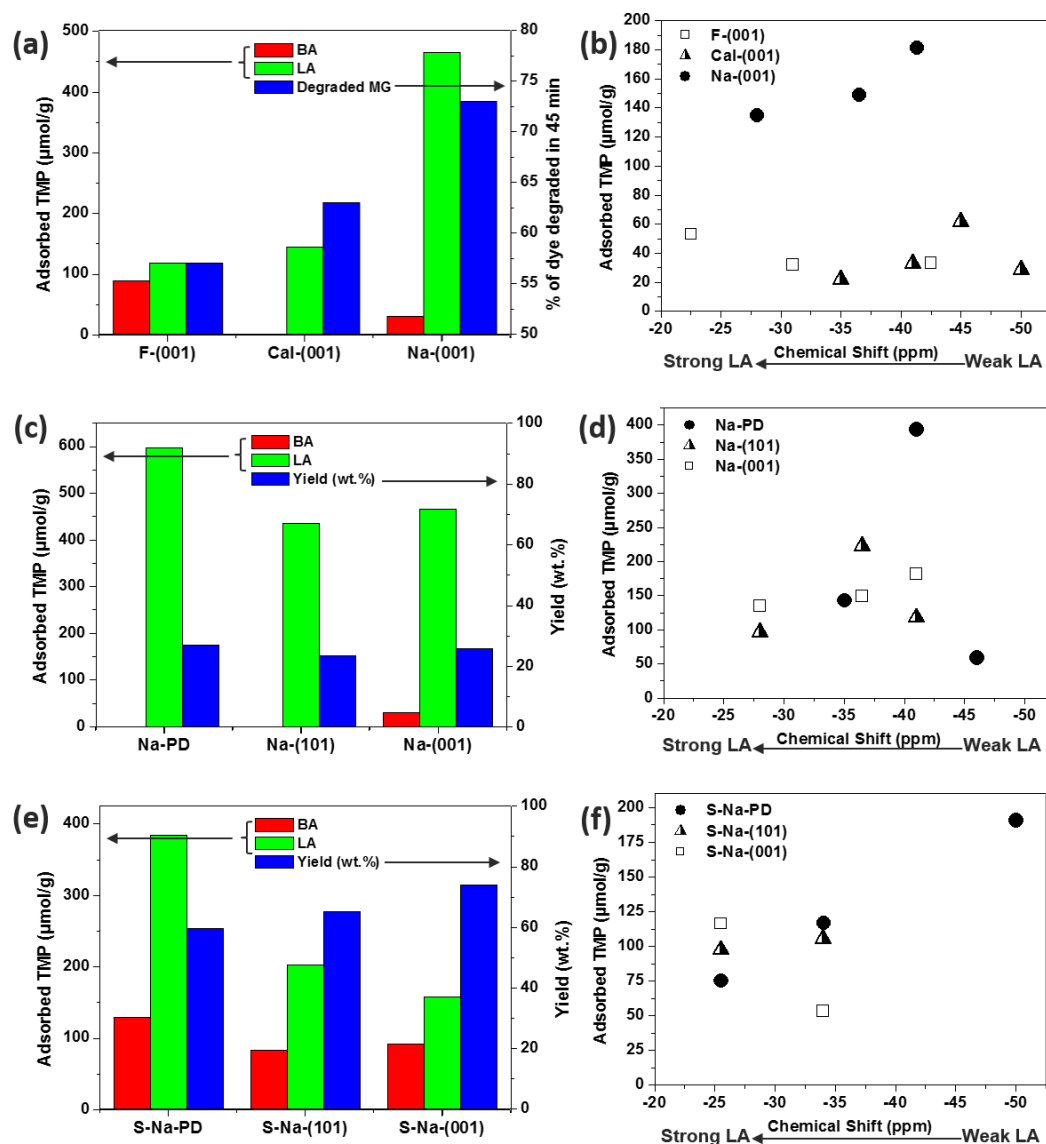 (a)
500
400
300
200
100
0
Adsorbed TMP (µmol/g)
BA
LA
Degraded MG
80
75
70
65
60
55
50
% of dye degraded in 45 min
F-(001)
Cal-(001)
Na-(001)
(b)
200
180
160
140
120
100
80
60
40
20
0
Adsorbed TMP (µmol/g)
F-(001)
Cal-(001)
Na-(001)
-20
-25
-30
-35
-40
-45
-50
Strong LA
Chemical Shift (ppm)
Weak LA
(c)
600
500
400
300
200
100
0
Adsorbed TMP (µmol/g)
BA
LA
Yield (wt.%)
100
80
60
40
20
0
Yield (wt.%)
Na-PD
Na-(101)
Na-(001)
(d)
400
350
300
250
200
150
100
50
0
Adsorbed TMP (µmol/g)
Na-PD
Na-(101)
Na-(001)
-20
-25
-30
-35
-40
-45
-50
Strong LA
Chemical Shift (ppm)
Weak LA
(e)
400
300
200
100
0
Adsorbed TMP (µmol/g)
BA
LA
Yield (wt.%)
100
80
60
40
20
0
Yield (wt.%)
S-Na-PD
S-Na-(101)
S-Na-(001)
(f)
200
175
150
125
100
75
50
25
0
Adsorbed TMP (µmol/g)
S-Na-PD
S-Na-(101)
S-Na-(001)
-20
-25
-30
-35
-40
-45
-50
Strong LA
Chemical Shift (ppm)
Weak LA